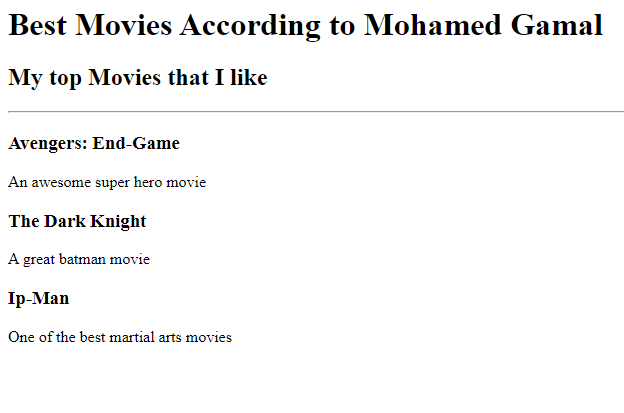 Best Movies According to Mohamed Gamal
My top Movies that I like
Avengers: End-Game
An awesome super hero movie
The Dark Knight
A great batman movie
Ip-Man
One of the best martial arts movies